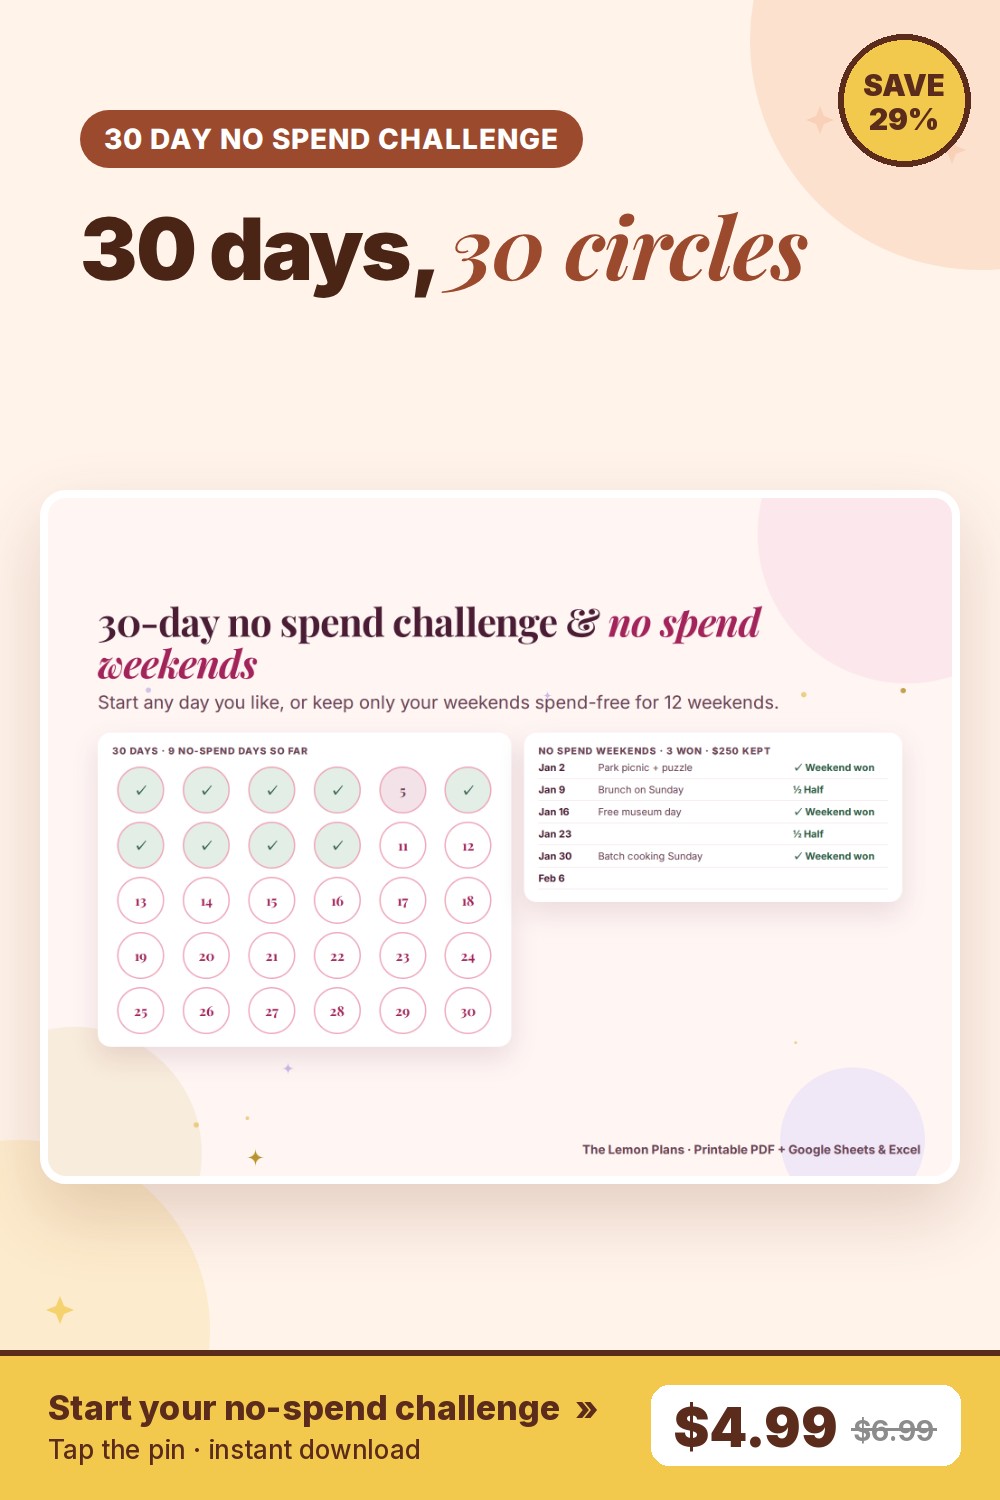 SAVE
29%
30 DAY NO SPEND CHALLENGE
30 days, 30 circles
30-day no spend challenge & no spend
weekends
Start any day you like, or keep only your weekends spend-free for 12 weekends.
30 DAYS · 9 NO-SPEND DAYS SO FAR
✓ ✓ ✓ ✓ 5 ✓
✓ ✓ ✓ ✓ 11 12
13 14 15 16 17 18
19 20 21 22 23 24
25 26 27 28 29 30
NO SPEND WEEKENDS · 3 WON · $250 KEPT
Jan 2 Park picnic + puzzle ✓ Weekend won
Jan 9 Brunch on Sunday ½ Half
Jan 16 Free museum day ✓ Weekend won
Jan 23 ½ Half
Jan 30 Batch cooking Sunday ✓ Weekend won
Feb 6
The Lemon Plans · Printable PDF + Google Sheets & Excel
Start your no-spend challenge »
Tap the pin · instant download
$4.99 $6.99